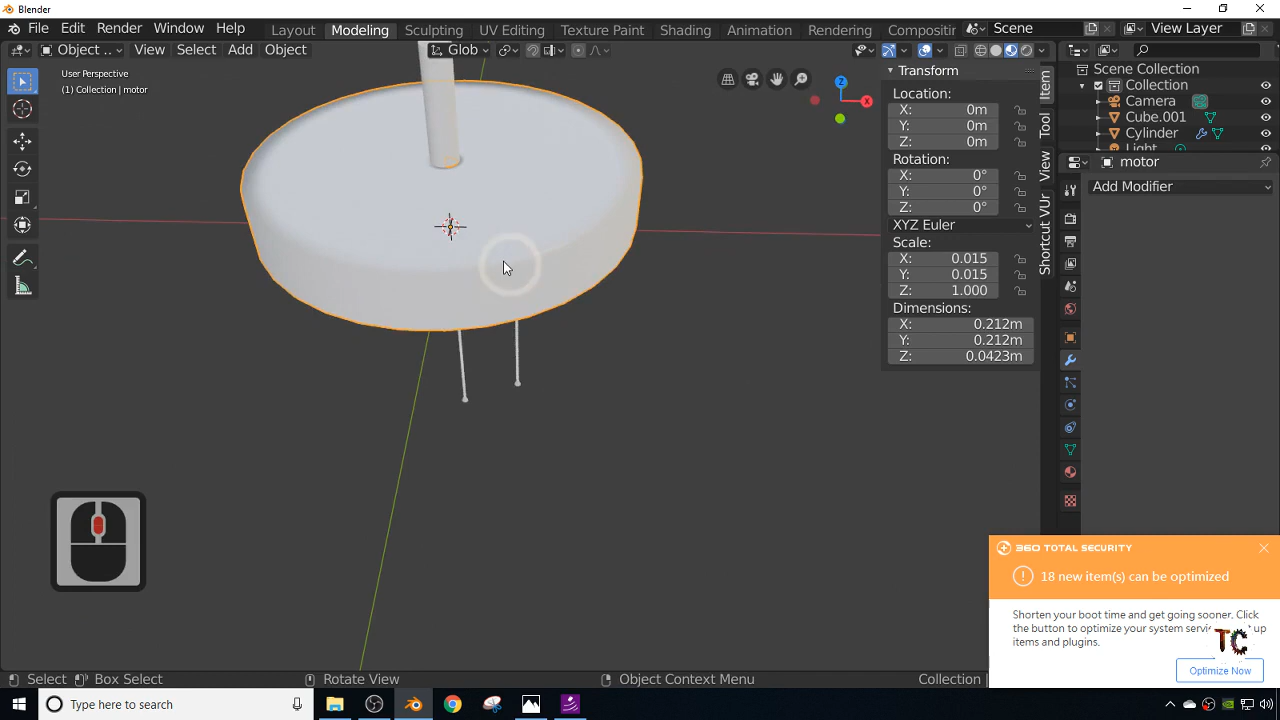 Blender
File Edit Render Window Help
Layout Modeling Sculpting UV Editing Texture Paint Shading Animation Rendering Compositir
Scene
View Layer
Object .. View Select Add Object
Glob
User Perspective
(1) Collection | motor
Transform
Location:
X: 0m
Y: 0m
Z: 0m
Rotation:
X: 0°
Y: 0°
Z: 0°
XYZ Euler
Scale:
X: 0.015
Y: 0.015
Z: 1.000
Dimensions:
X: 0.212m
Y: 0.212m
Z: 0.0423m
Item
Tool
View
Shortcut VUr
Z
X
Scene Collection
Collection
Camera
Cube.001
Cylinder
Light
motor
Add Modifier
360 TOTAL SECURITY
18 new item(s) can be optimized
Shorten your boot time and get going sooner. Click
the button to optimize your system servic up
items and plugins.
TC
Optimize Now
Select Box Select Rotate View Object Context Menu Collection |
Type here to search